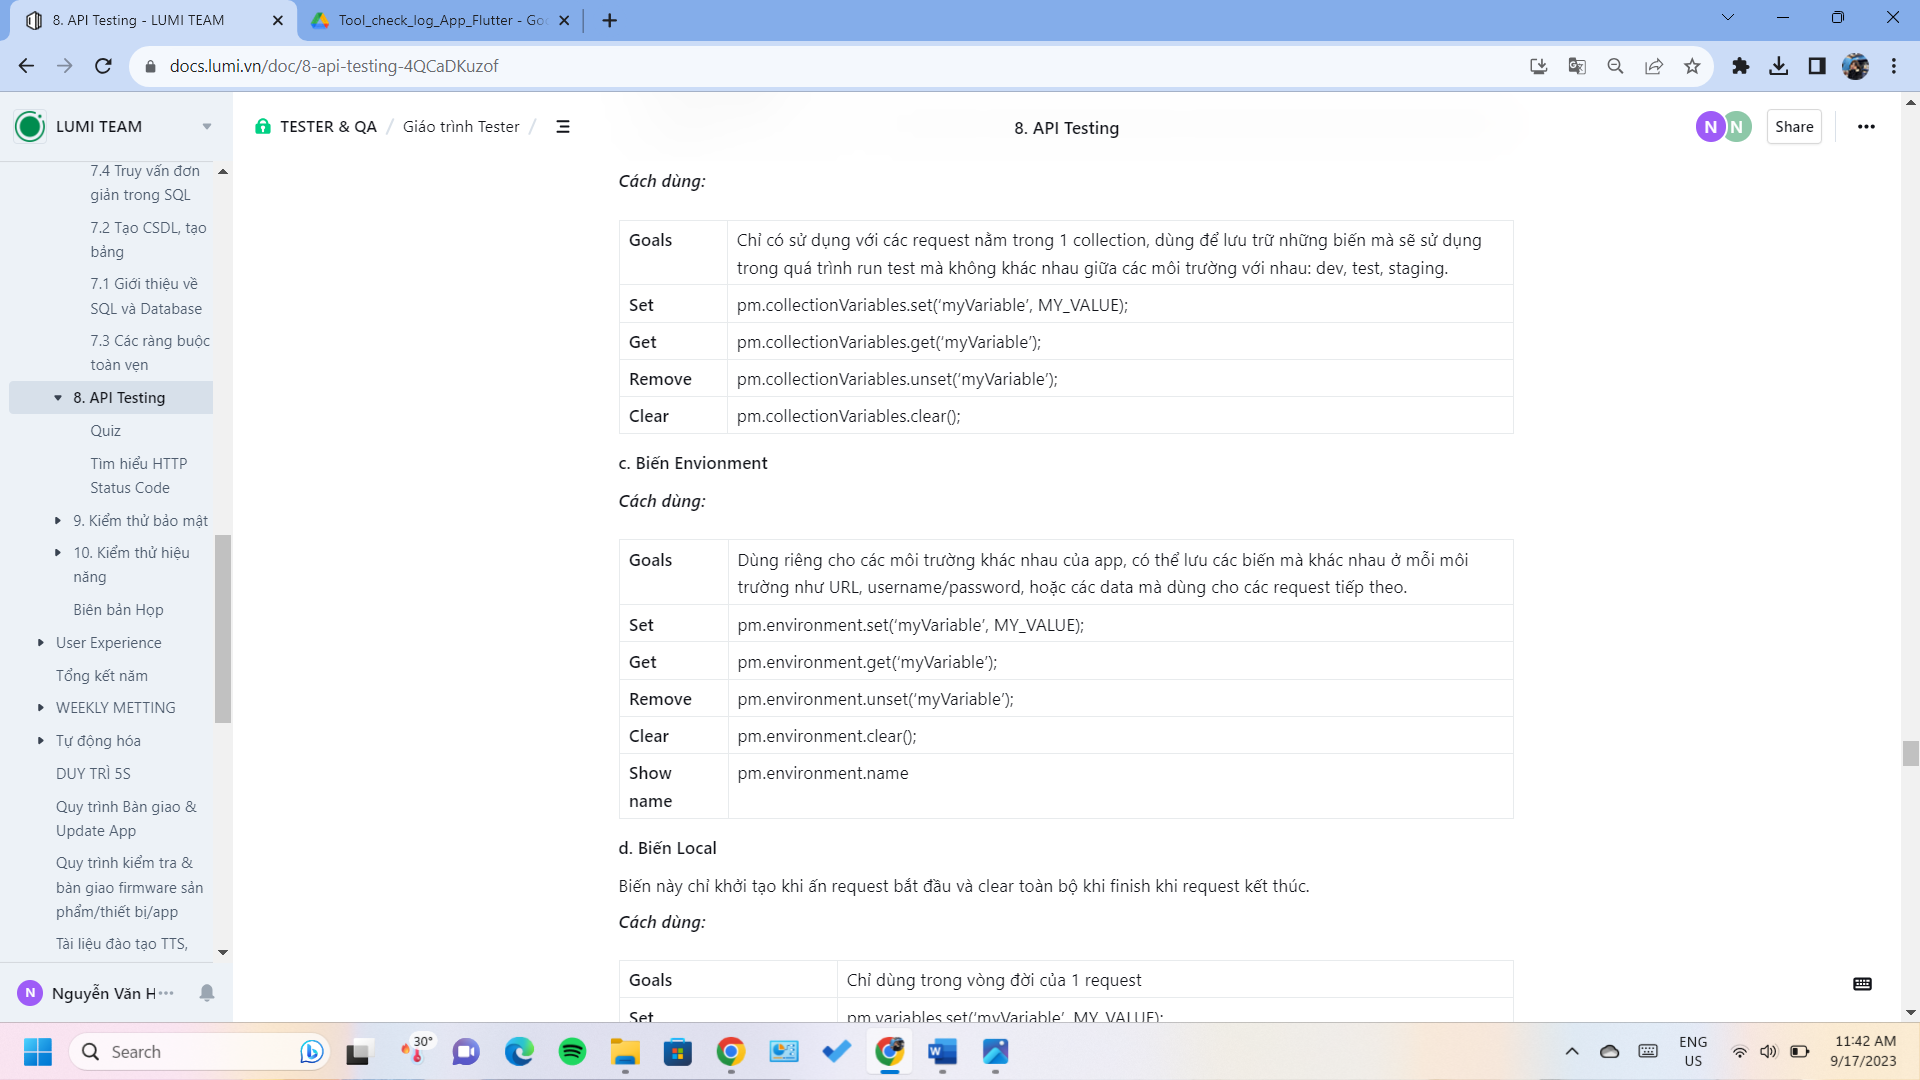 8. API Testing - LUMI TEAM
Tool_check_log_App_Flutter - Goo
docs.lumi.vn/doc/8-api-testing-4QCaDKuzof
LUMI TEAM
TESTER & QA / Giáo trình Tester /
8. API Testing
N
N
Share
7.4 Truy vấn đơn
giản trong SQL
7.2 Tạo CSDL, tạo
bảng
7.1 Giới thiệu về
SQL và Database
7.3 Các ràng buộc
toàn vẹn
8. API Testing
Quiz
Tìm hiểu HTTP
Status Code
9. Kiểm thử bảo mật
10. Kiểm thử hiệu
năng
Biên bản Họp
User Experience
Tổng kết năm
WEEKLY METTING
Tự động hóa
DUY TRÌ 5S
Quy trình Bàn giao &
Update App
Quy trình kiểm tra &
bàn giao firmware sản
phẩm/thiết bị/app
Tài liệu đào tạo TTS,
N
Nguyễn Văn H
Cách dùng:
Goals
Chỉ có sử dụng với các request nằm trong 1 collection, dùng để lưu trữ những biến mà sẽ sử dụng
trong quá trình run test mà không khác nhau giữa các môi trường với nhau: dev, test, staging.
Set
pm.collectionVariables.set(‘myVariable’, MY_VALUE);
Get
pm.collectionVariables.get(‘myVariable’);
Remove
pm.collectionVariables.unset(‘myVariable’);
Clear
pm.collectionVariables.clear();
c. Biến Envionment
Cách dùng:
Goals
Dùng riêng cho các môi trường khác nhau của app, có thể lưu các biến mà khác nhau ở mỗi môi
trường như URL, username/password, hoặc các data mà dùng cho các request tiếp theo.
Set
pm.environment.set(‘myVariable’, MY_VALUE);
Get
pm.environment.get(‘myVariable’);
Remove
pm.environment.unset(‘myVariable’);
Clear
pm.environment.clear();
Show
name
pm.environment.name
d. Biến Local
Biến này chỉ khởi tạo khi ấn request bắt đầu và clear toàn bộ khi finish khi request kết thúc.
Cách dùng:
Goals
Chỉ dùng trong vòng đời của 1 request
Set
pm.variables.set(‘myVariable’, MY_VALUE);
Search
30°
ENG
US
11:42 AM
9/17/2023